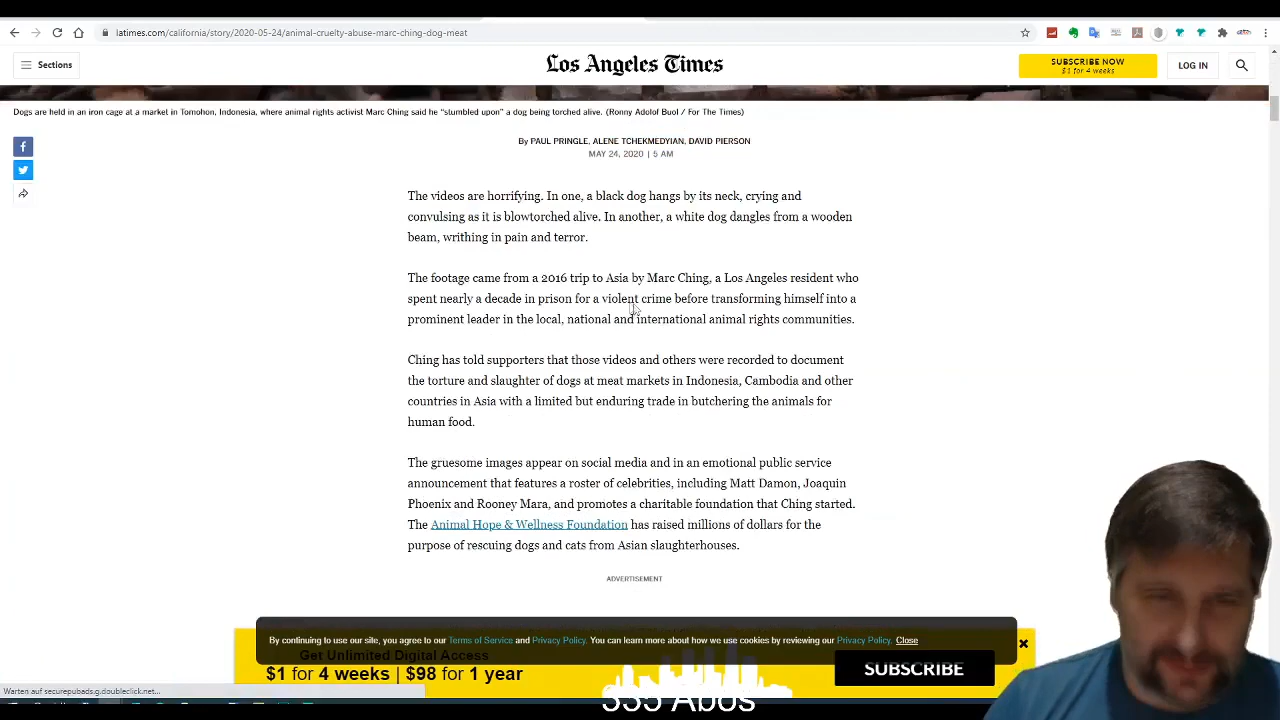 latimes.com/california/story/2020-05-24/animal-cruelty-abuse-marc-ching-dog-meat
Sections
Los Angeles Times
SUBSCRIBE NOW
$1 for 4 weeks
LOG IN
Dogs are held in an iron cage at a market in Tomohon, Indonesia, where animal rights activist Marc Ching said he “stumbled upon” a dog being torched alive. (Ronny Adolof Buol / For The Times)
By PAUL PRINGLE, ALENE TCHEKMEDYIAN, DAVID PIERSON
MAY 24, 2020 | 5 AM
The videos are horrifying. In one, a black dog hangs by its neck, crying and
convulsing as it is blowtorched alive. In another, a white dog dangles from a wooden
beam, writhing in pain and terror.
The footage came from a 2016 trip to Asia by Marc Ching, a Los Angeles resident who
spent nearly a decade in prison for a violent crime before transforming himself into a
prominent leader in the local, national and international animal rights communities.
Ching has told supporters that those videos and others were recorded to document
the torture and slaughter of dogs at meat markets in Indonesia, Cambodia and other
countries in Asia with a limited but enduring trade in butchering the animals for
human food.
The gruesome images appear on social media and in an emotional public service
announcement that features a roster of celebrities, including Matt Damon, Joaquin
Phoenix and Rooney Mara, and promotes a charitable foundation that Ching started.
The Animal Hope & Wellness Foundation has raised millions of dollars for the
purpose of rescuing dogs and cats from Asian slaughterhouses.
ADVERTISEMENT
By continuing to use our site, you agree to our Terms of Service and Privacy Policy. You can learn more about how we use cookies by reviewing our Privacy Policy. Close
Get Unlimited Digital Access
$1 for 4 weeks | $98 for 1 year
SUBSCRIBE
Warten auf securepubads.g.doubleclick.net...
335 Abos